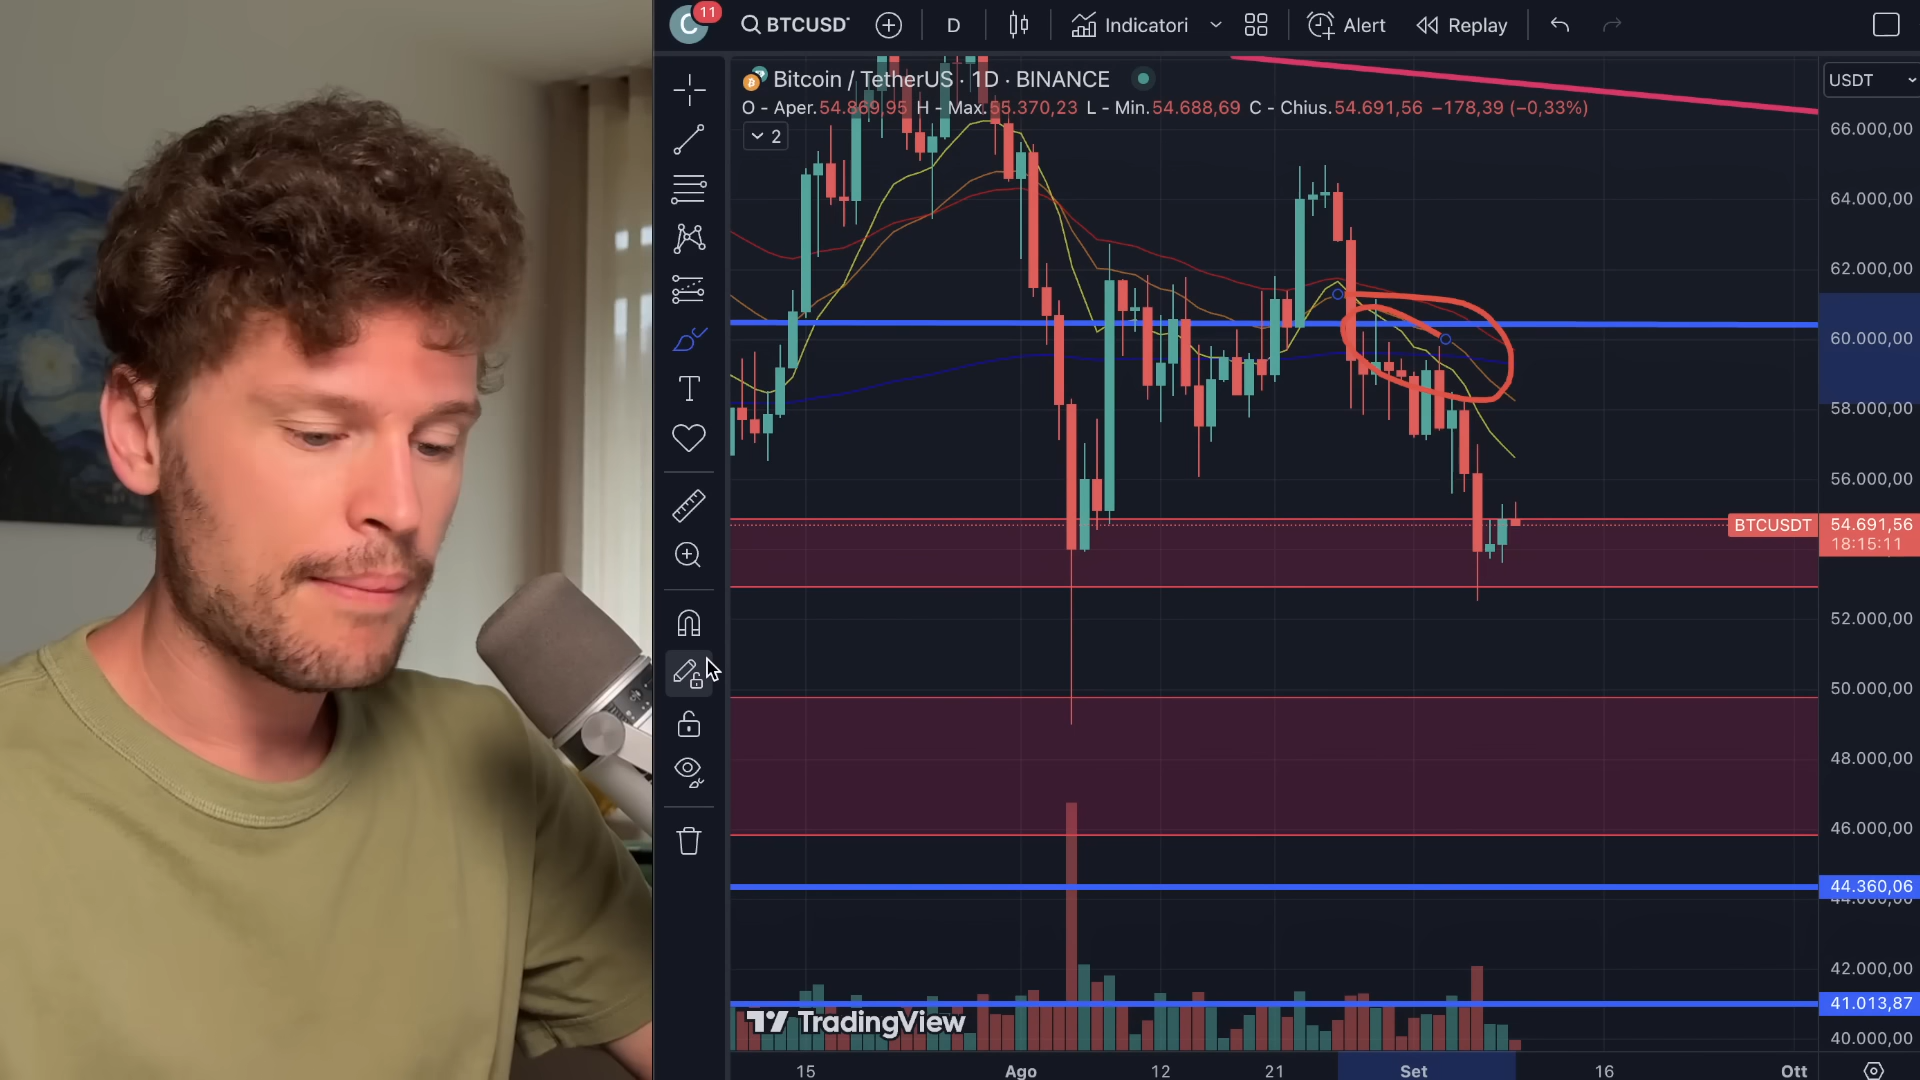 C 11 BTCUSD D Indicatori Alert Replay
Bitcoin / TetherUS · 1D · BINANCE
USDT
O - Aper.54.869,95 H - Max.55.370,23 L - Min.54.688,69 C - Chius.54.691,56 −178,39 (−0,33%)
2
66.000,00
64.000,00
62.000,00
60.000,00
58.000,00
56.000,00
BTCUSDT 54.691,56
18:15:11
52.000,00
50.000,00
48.000,00
46.000,00
44.360,06
44.000,00
42.000,00
41.013,87
TradingView
40.000,00
15 Ago 12 21 Set 16 Ott